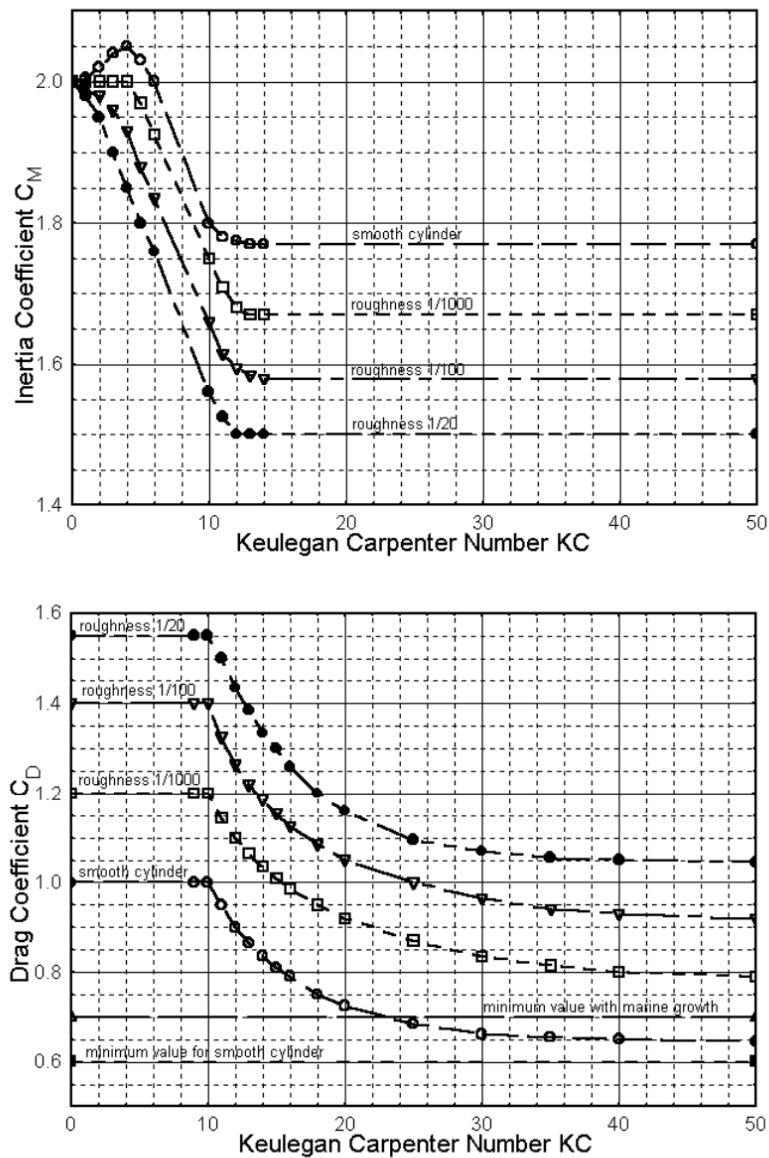 Inertia Coefficient C_M
2.0
1.8
1.6
1.4
smooth cylinder
roughness 1/1000
roughness 1/100
roughness 1/20
0 10 20 30 40 50
Keulegan Carpenter Number KC
Drag Coefficient C_D
1.6
1.4
1.2
1.0
0.8
0.6
roughness 1/20
roughness 1/100
roughness 1/1000
smooth cylinder
minimum value with marine growth
minimum value for smooth cylinder
0 10 20 30 40 50
Keulegan Carpenter Number KC